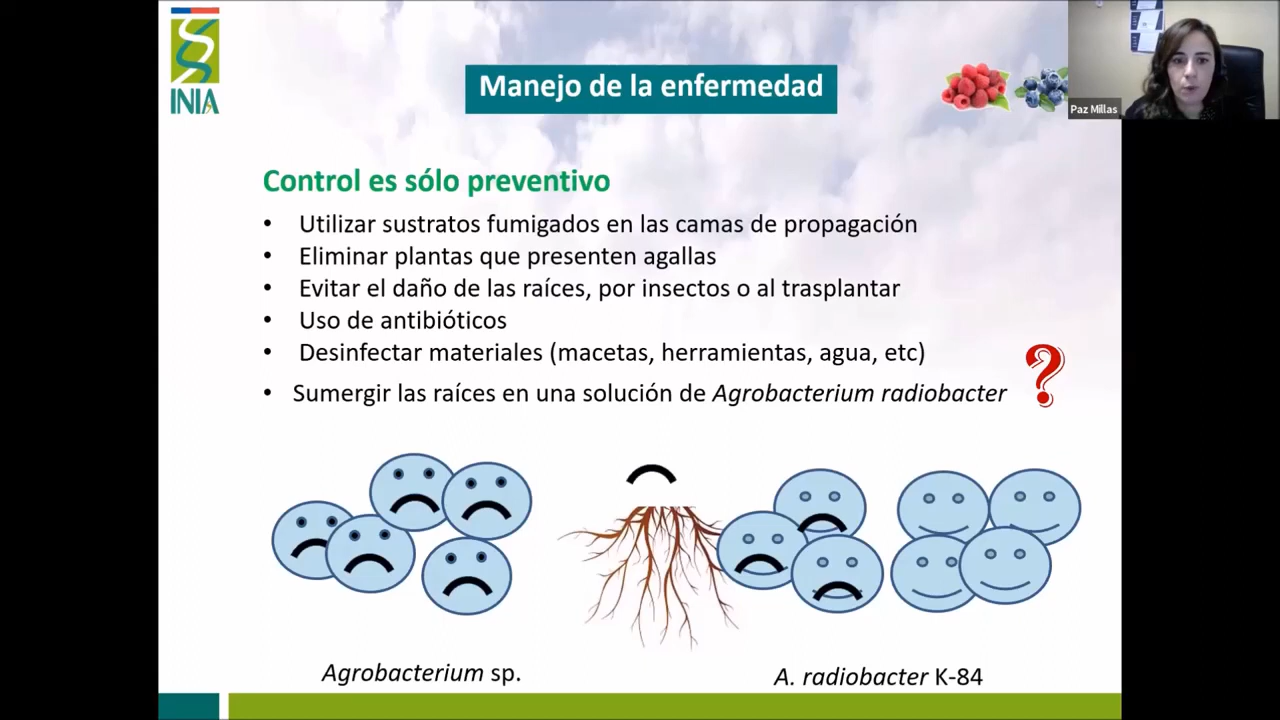 INIA
Manejo de la enfermedad
Paz Millas
Control es sólo preventivo
• Utilizar sustratos fumigados en las camas de propagación
• Eliminar plantas que presenten agallas
• Evitar el daño de las raíces, por insectos o al trasplantar
• Uso de antibióticos
• Desinfectar materiales (macetas, herramientas, agua, etc)
• Sumergir las raíces en una solución de Agrobacterium radiobacter
?
Agrobacterium sp.
A. radiobacter K-84